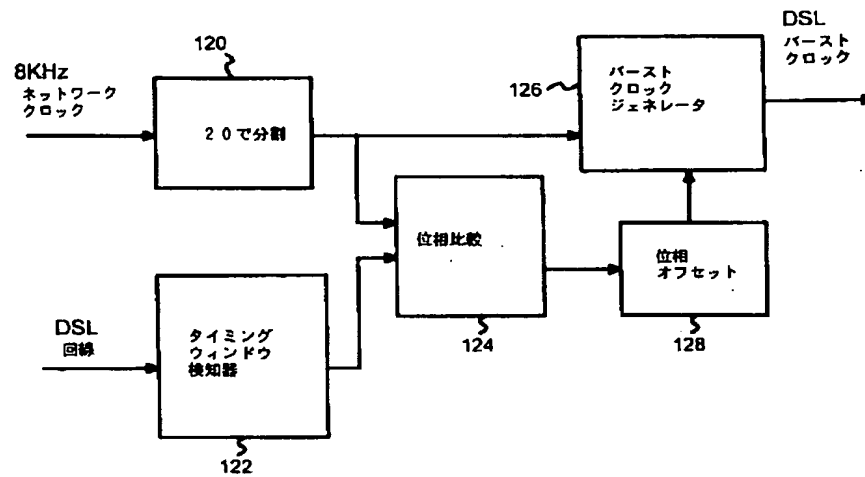 120
8KHz
ネットワーク
クロック
20で分割
DSL
バースト
クロック
126
バースト
クロック
ジェネレータ
位相比較
124
位相
オフセット
128
DSL
回線
タイミング
ウィンドウ
検知器
122